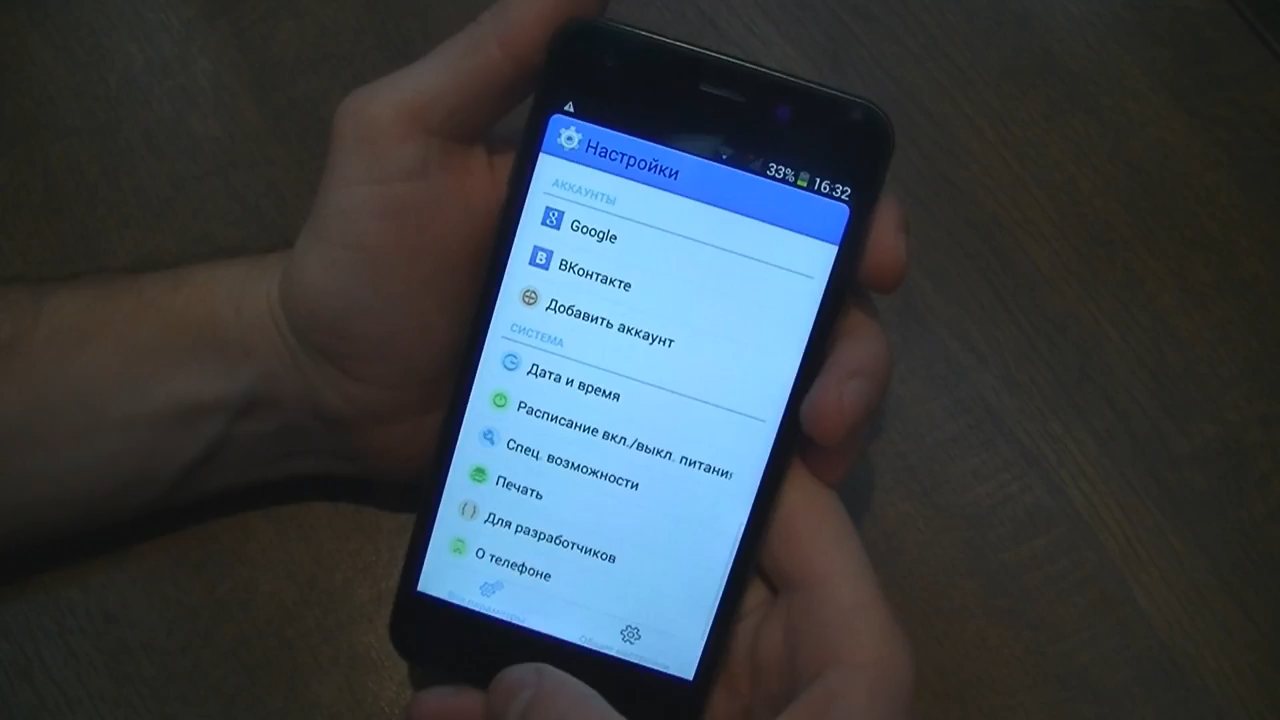 33% 16:32
Настройки
АККАУНТЫ
Google
ВКонтакте
Добавить аккаунт
СИСТЕМА
Дата и время
Расписание вкл./выкл. питания
Спец. возможности
Печать
Для разработчиков
О телефоне